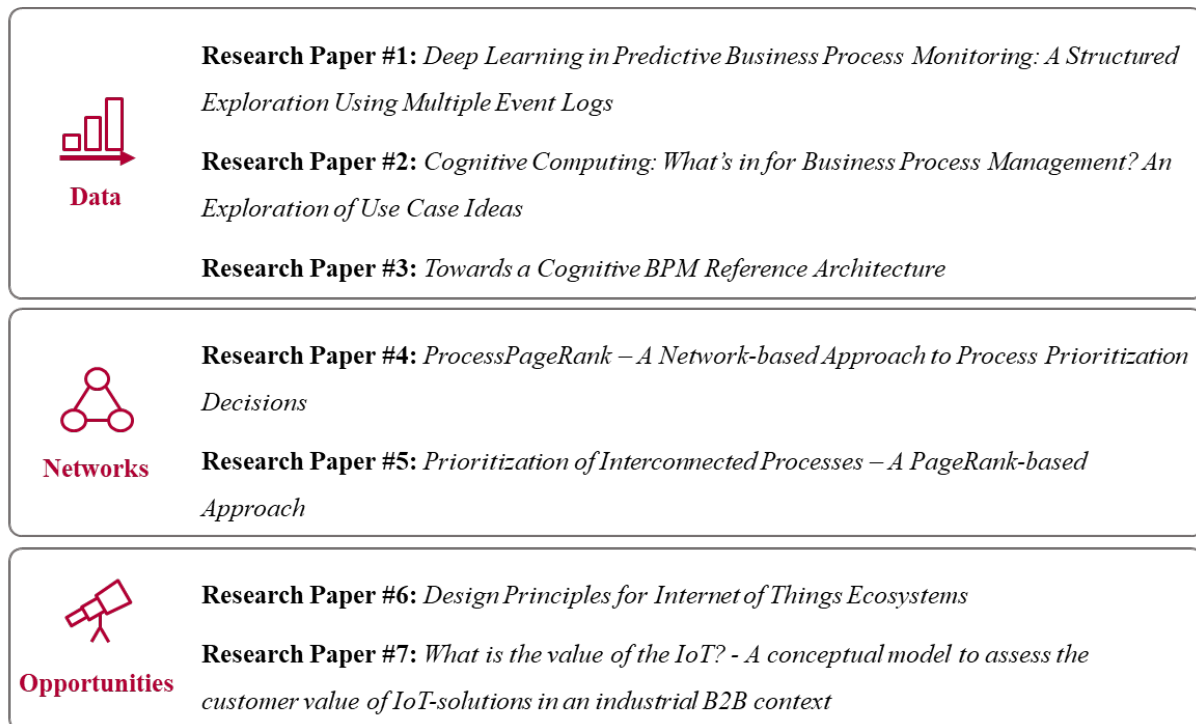 Research Paper #1: Deep Learning in Predictive Business Process Monitoring: A Structured
Exploration Using Multiple Event Logs
Research Paper #2: Cognitive Computing: What's in for Business Process Management? An
Exploration of Use Case Ideas
Research Paper #3: Towards a Cognitive BPM Reference Architecture
Data
Research Paper #4: ProcessPageRank – A Network-based Approach to Process Prioritization
Decisions
Research Paper #5: Prioritization of Interconnected Processes – A PageRank-based
Approach
Networks
Research Paper #6: Design Principles for Internet of Things Ecosystems
Research Paper #7: What is the value of the IoT? - A conceptual model to assess the
customer value of IoT-solutions in an industrial B2B context
Opportunities